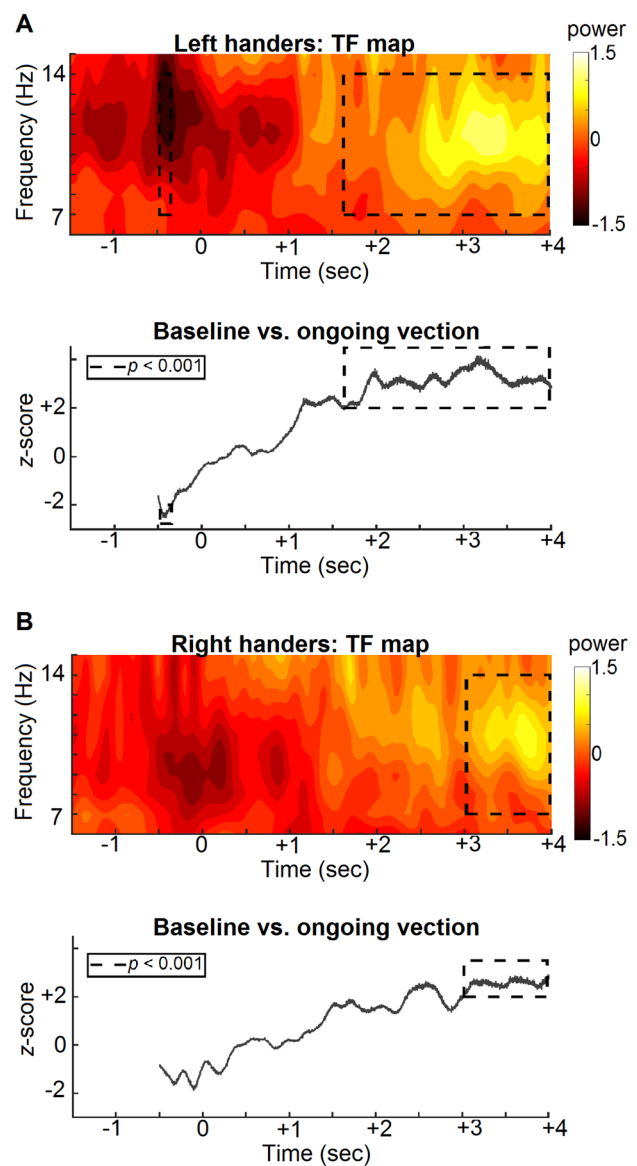 A
Left handers: TF map
power
14
7
Frequency (Hz)
1.5
0
-1.5
-1 0 +1 +2 +3 +4
Time (sec)
Baseline vs. ongoing vection
p < 0.001
+2
0
-2
z-score
-1 0 +1 +2 +3 +4
Time (sec)
B
Right handers: TF map
power
14
7
Frequency (Hz)
1.5
0
-1.5
-1 0 +1 +2 +3 +4
Time (sec)
Baseline vs. ongoing vection
p < 0.001
+2
0
-2
z-score
-1 0 +1 +2 +3 +4
Time (sec)